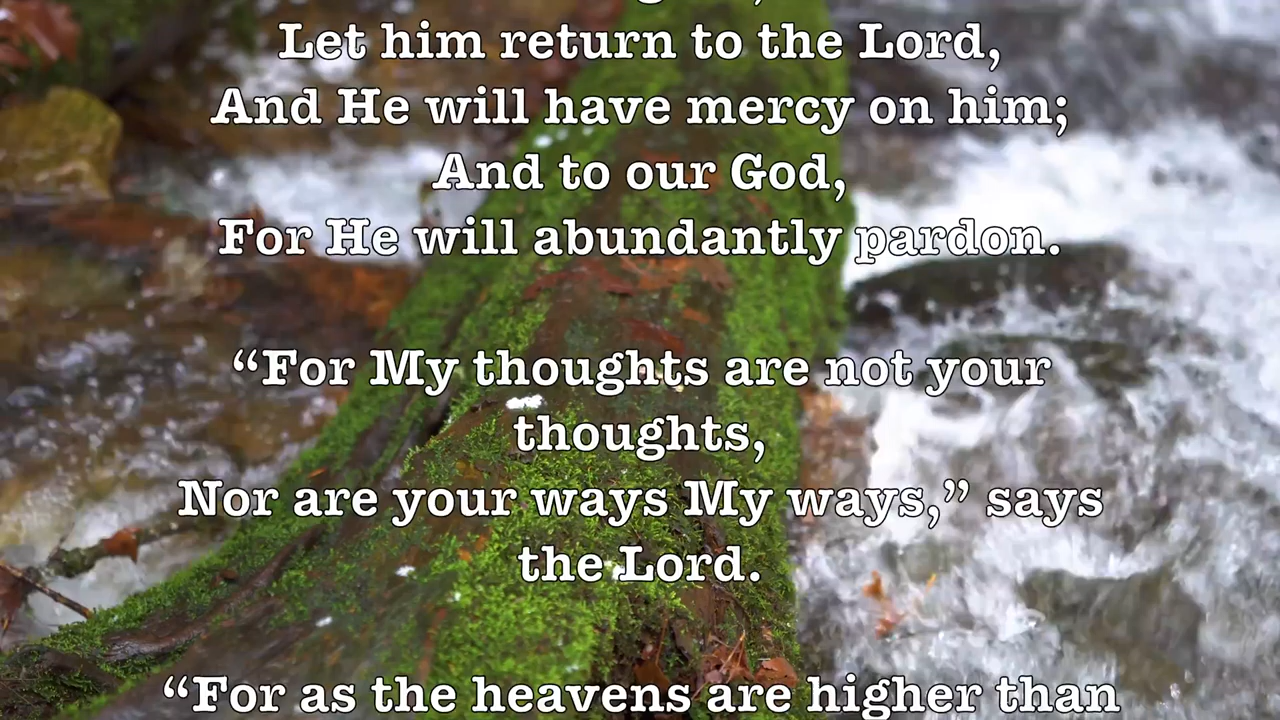 Let him return to the Lord,
And He will have mercy on him;
And to our God,
For He will abundantly pardon.
“For My thoughts are not your
thoughts,
Nor are your ways My ways,” says
the Lord.
“For as the heavens are higher than